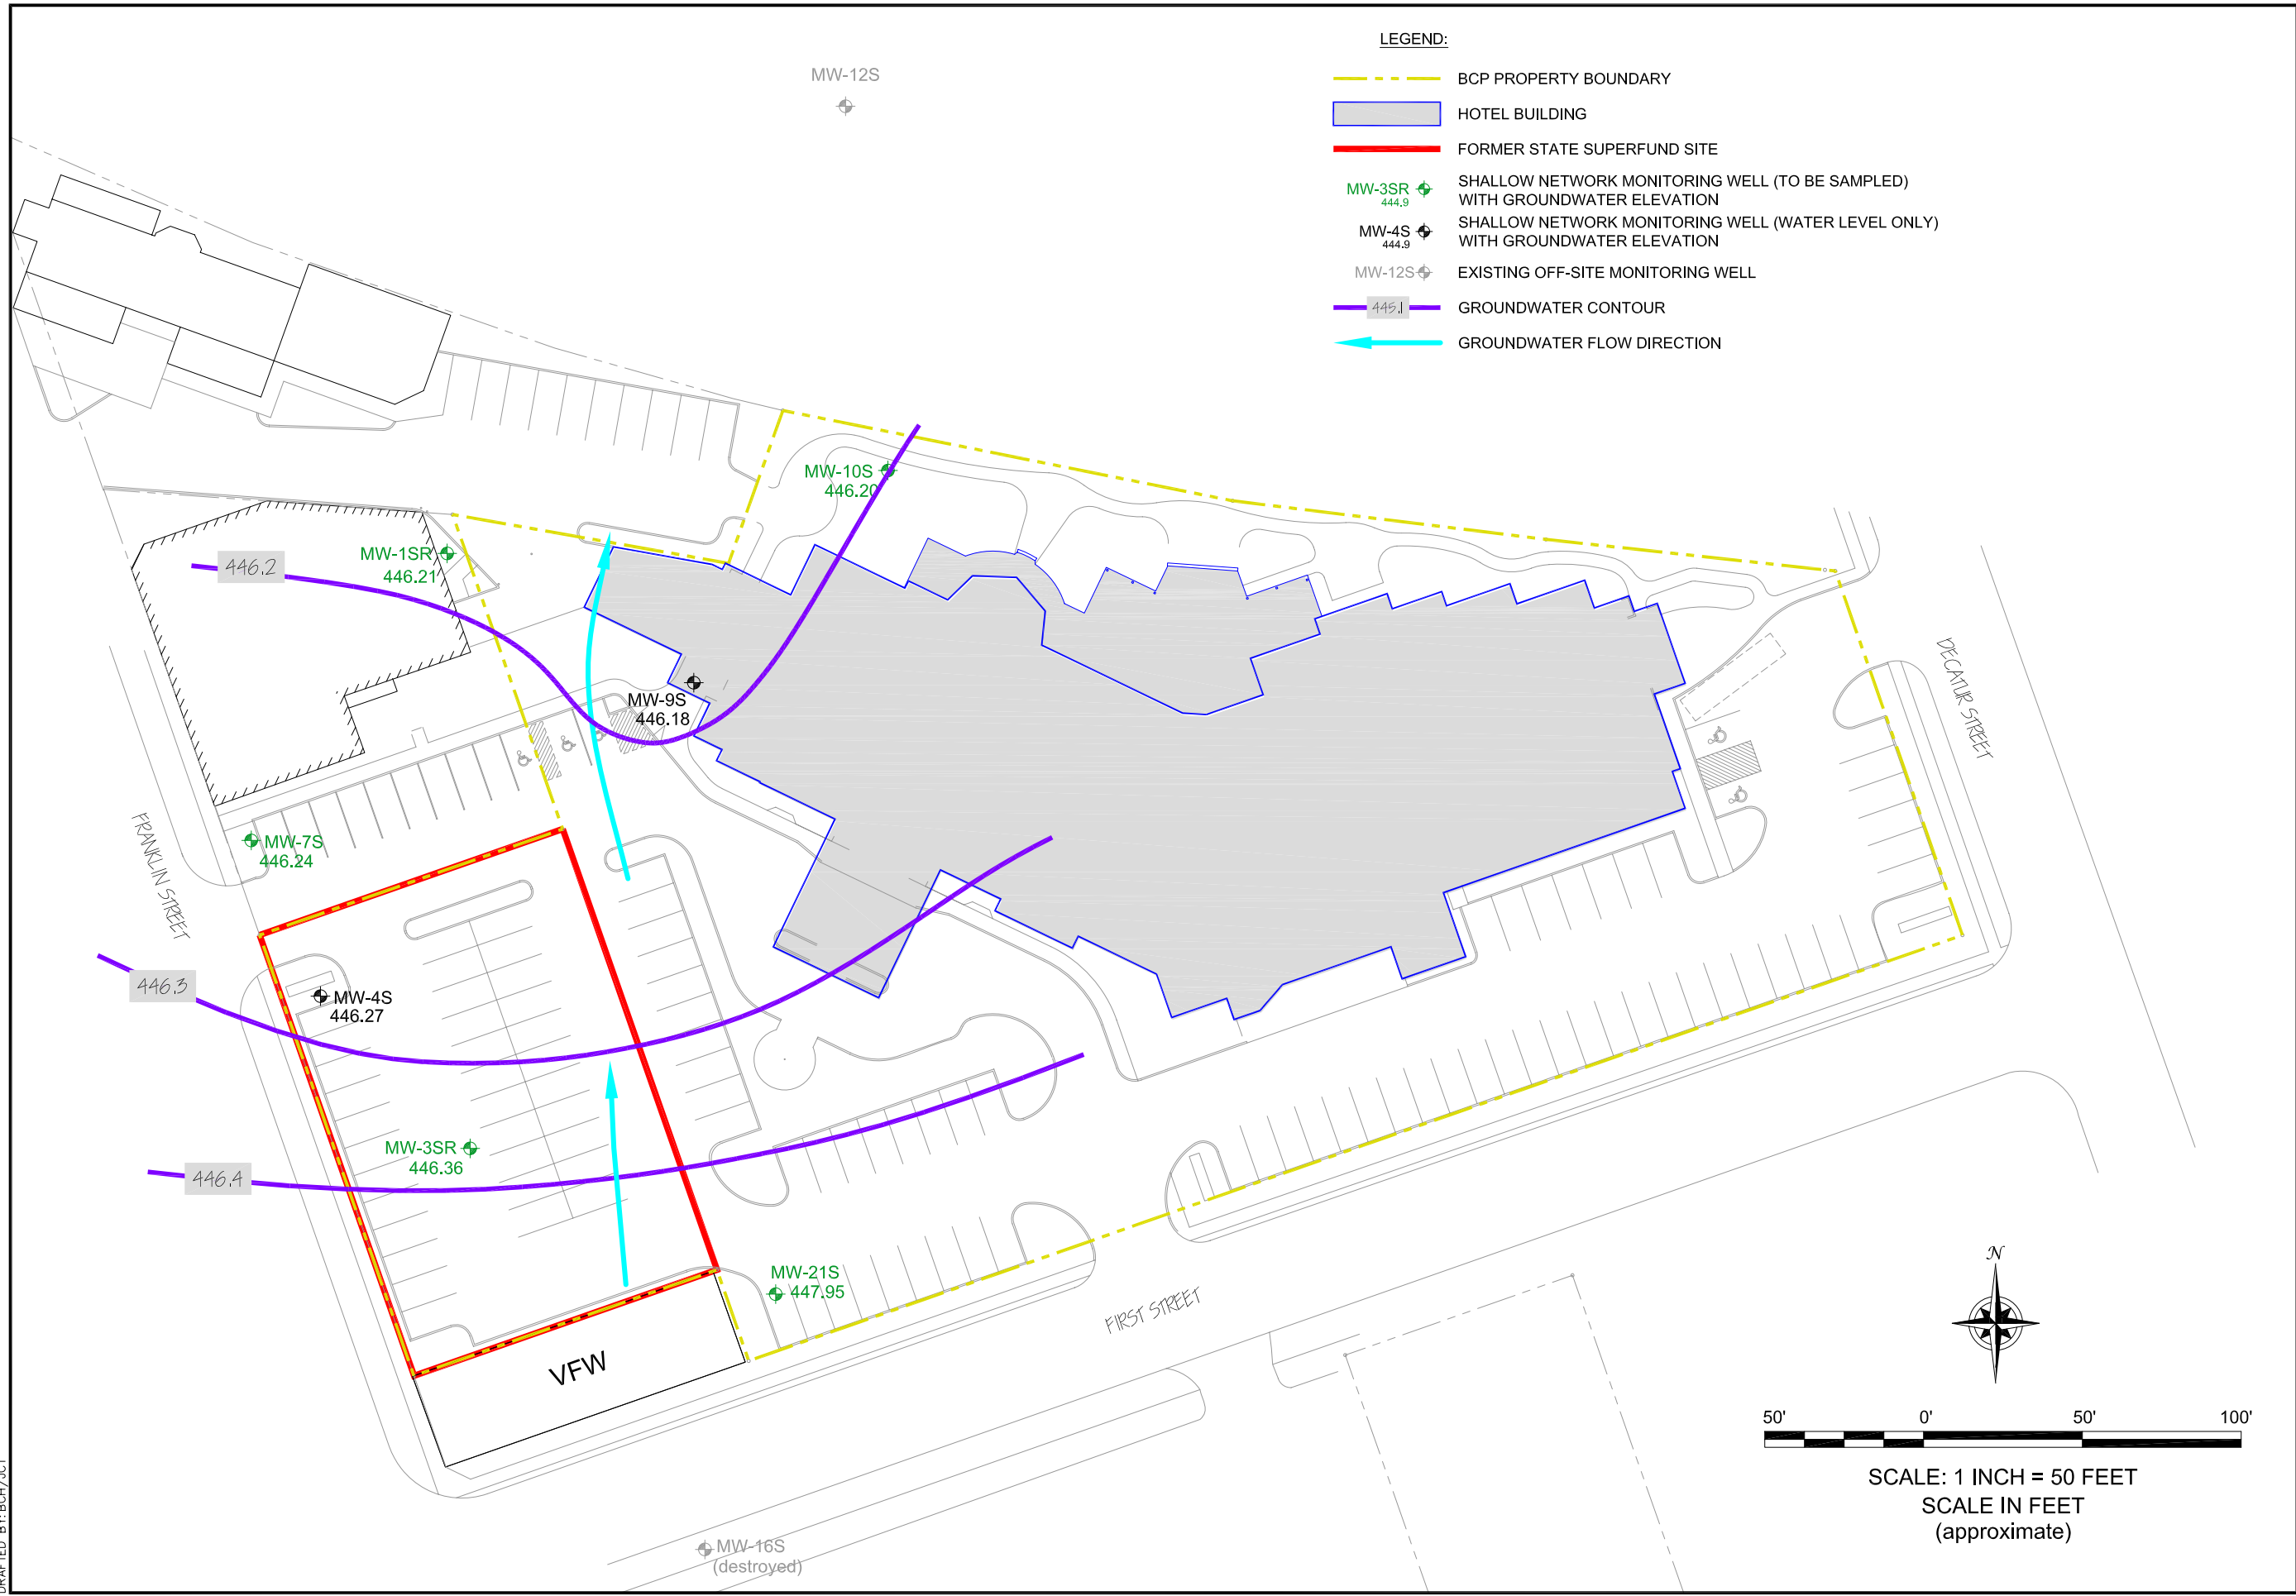 LEGEND:
BCP PROPERTY BOUNDARY
HOTEL BUILDING
FORMER STATE SUPERFUND SITE
MW-3SR
444.9
SHALLOW NETWORK MONITORING WELL (TO BE SAMPLED)
WITH GROUNDWATER ELEVATION
MW-4S
444.9
SHALLOW NETWORK MONITORING WELL (WATER LEVEL ONLY)
WITH GROUNDWATER ELEVATION
MW-12S
EXISTING OFF-SITE MONITORING WELL
445.1
GROUNDWATER CONTOUR
GROUNDWATER FLOW DIRECTION
MW-12S
MW-10S
446.20
MW-1SR
446.21
446.2
MW-9S
446.18
DECATUR STREET
MW-7S
446.24
FRANKLIN STREET
446.3
MW-4S
446.27
MW-3SR
446.36
446.4
MW-21S
447.95
FIRST STREET
VFW
N
50'
0'
50'
100'
SCALE: 1 INCH = 50 FEET
SCALE IN FEET
(approximate)
MW-16S
(destroyed)
DRAFTED BY: BCH/JCT